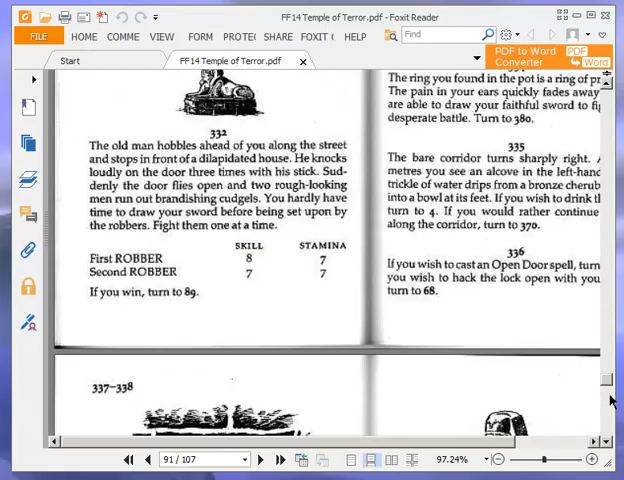 FF14 Temple of Terror.pdf - Foxit Reader
FILE HOME COMME VIEW FORM PROTEC SHARE FOXIT C HELP Find
PDF to Word Converter PDF Word
Start FF14 Temple of Terror.pdf
332
The old man hobbles ahead of you along the street
and stops in front of a dilapidated house. He knocks
loudly on the door three times with his stick. Sud-
denly the door flies open and two rough-looking
men run out brandishing cudgels. You hardly have
time to draw your sword before being set upon by
the robbers. Fight them one at a time.
SKILL STAMINA
First ROBBER 8 7
Second ROBBER 7 7
If you win, turn to 89.
337–338
The ring you found in the pot is a ring of pr
The pain in your ears quickly fades away
are able to draw your faithful sword to fig
desperate battle. Turn to 380.
335
The bare corridor turns sharply right. A
metres you see an alcove in the left-hand
trickle of water drips from a bronze cherub
into a bowl at its feet. If you wish to drink t
turn to 4. If you would rather continue
along the corridor, turn to 370.
336
If you wish to cast an Open Door spell, turn
you wish to hack the lock open with you
turn to 68.
91 / 107 97.24%